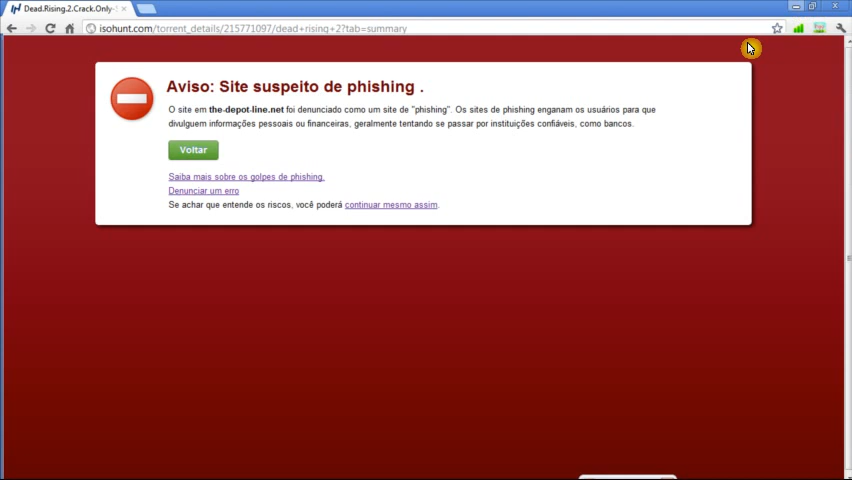 Dead.Rising.2.Crack.Only-
isohunt.com/torrent_details/215771097/dead+rising+2?tab=summary
Aviso: Site suspeito de phishing .
O site em the-depot-line.net foi denunciado como um site de "phishing". Os sites de phishing enganam os usuários para que
divulguem informações pessoais ou financeiras, geralmente tentando se passar por instituições confiáveis, como bancos.
Voltar
Saiba mais sobre os golpes de phishing.
Denunciar um erro
Se achar que entende os riscos, você poderá continuar mesmo assim.